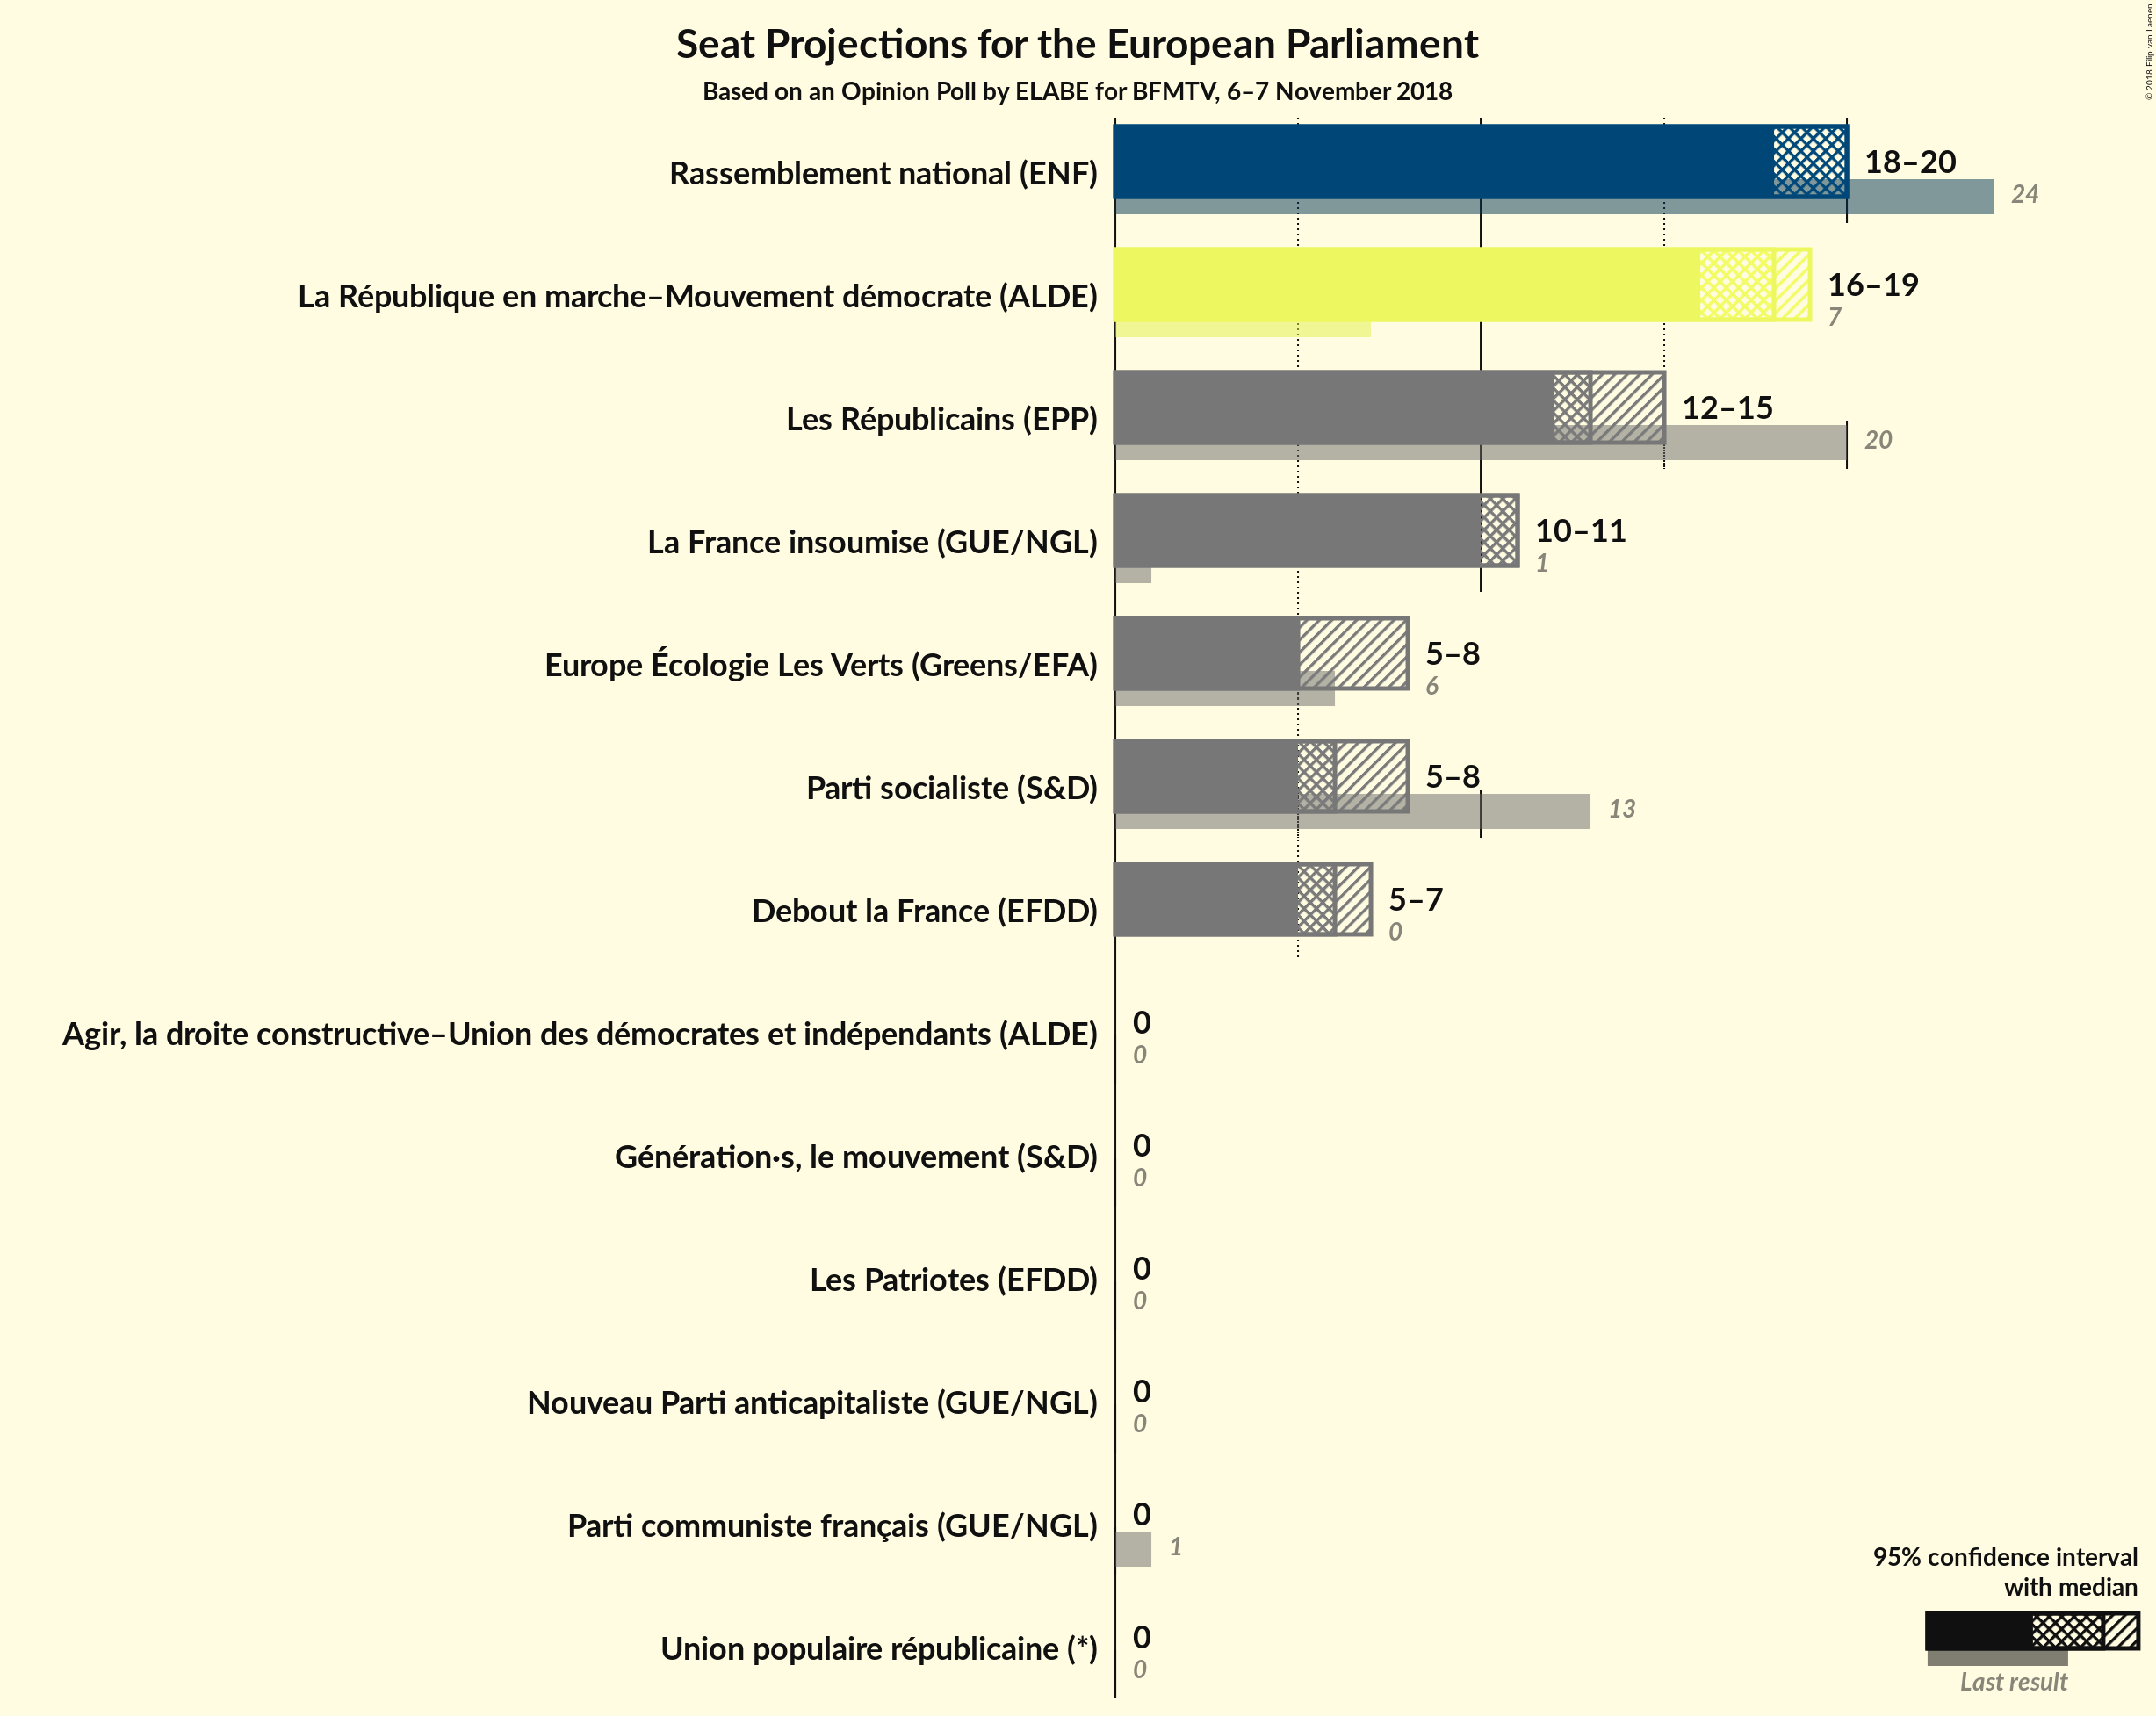 Seat Projections for the European Parliament
Based on an Opinion Poll by ELABE for BFMTV, 6–7 November 2018
© 2018 Filip van Laenen
Rassemblement national (ENF)
18–20
24
La République en marche–Mouvement démocrate (ALDE)
16–19
7
Les Républicains (EPP)
12–15
20
La France insoumise (GUE/NGL)
10–11
1
Europe Écologie Les Verts (Greens/EFA)
5–8
6
Parti socialiste (S&D)
5–8
13
Debout la France (EFDD)
5–7
0
Agir, la droite constructive–Union des démocrates et indépendants (ALDE)
0
0
Génération·s, le mouvement (S&D)
0
0
Les Patriotes (EFDD)
0
0
Nouveau Parti anticapitaliste (GUE/NGL)
0
0
Parti communiste français (GUE/NGL)
0
1
Union populaire républicaine (*)
0
0
95% confidence interval
with median
Last result